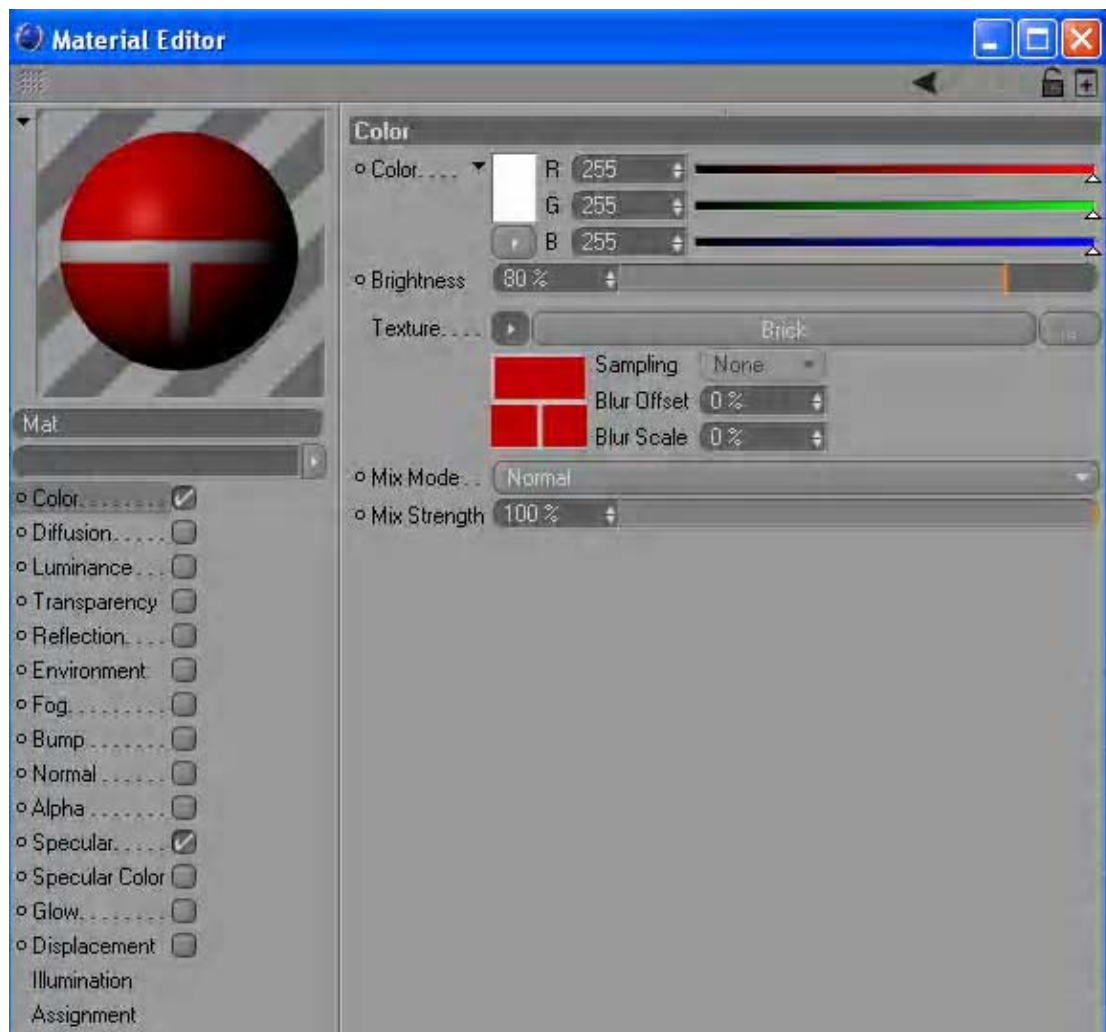 Material Editor
Color
Color.... R 255
G 255
B 255
Brightness 80 %
Texture.... Brick ...
Sampling None
Blur Offset 0 %
Blur Scale 0 %
Mix Mode.. Normal
Mix Strength 100 %
Mat
Color........
Diffusion.....
Luminance...
Transparency
Reflection....
Environment
Fog.........
Bump.......
Normal......
Alpha.......
Specular.....
Specular Color
Glow........
Displacement
Illumination
Assignment